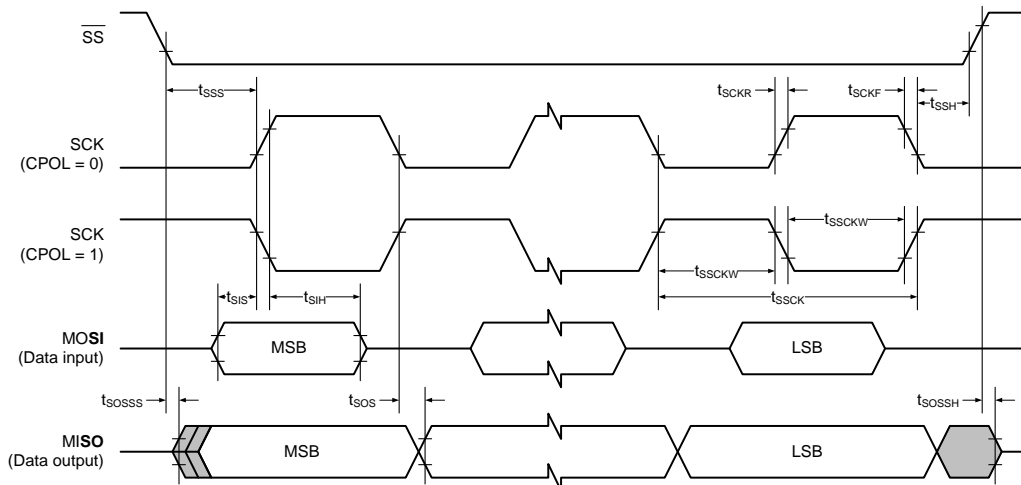 SS
tSSS
tSCKR
tSCKF
tSSH
SCK
(CPOL = 0)
SCK
(CPOL = 1)
tSSCKW
tSSCKW
tSIS
tSIH
tSSCK
MOSI
(Data input)
MSB
LSB
tSOSSS
tSOS
tSOSSH
MISO
(Data output)
MSB
LSB